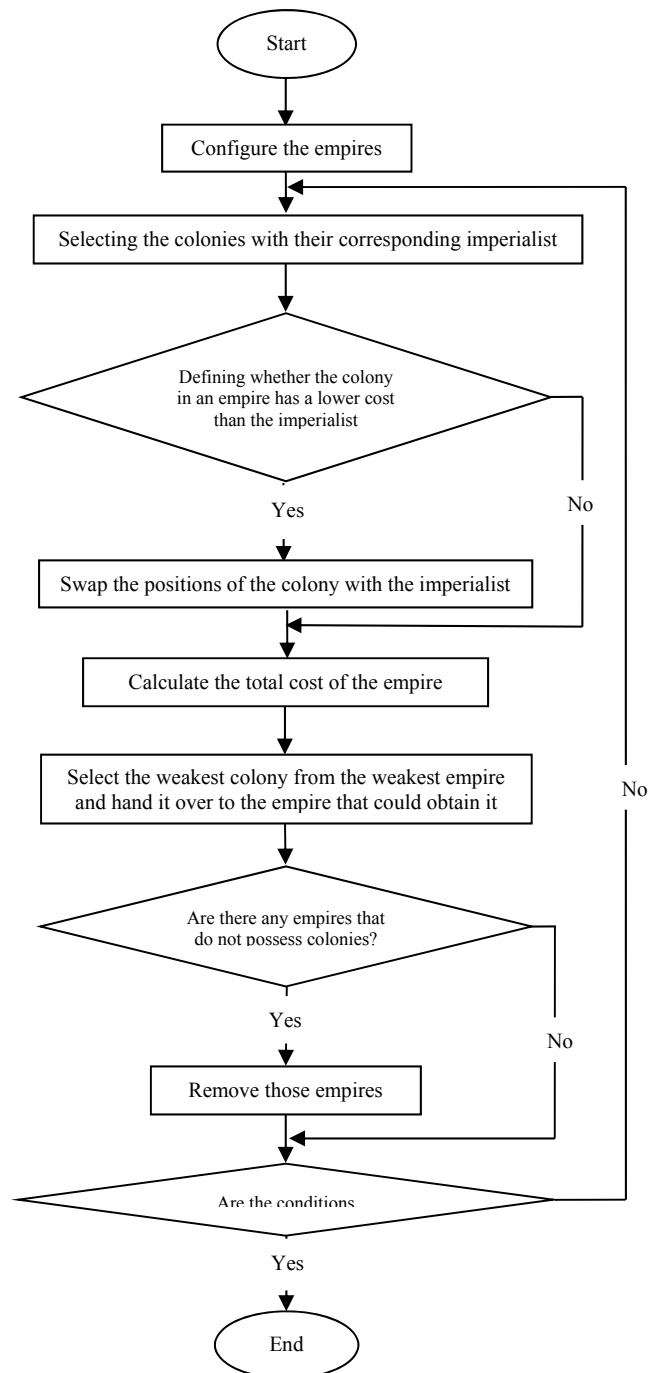 Start
Configure the empires
Selecting the colonies with their corresponding imperialist
Defining whether the colony
in an empire has a lower cost
than the imperialist
Yes
No
Swap the positions of the colony with the imperialist
Calculate the total cost of the empire
Select the weakest colony from the weakest empire
and hand it over to the empire that could obtain it
No
Are there any empires that
do not possess colonies?
Yes
No
Remove those empires
Are the conditions
Yes
End